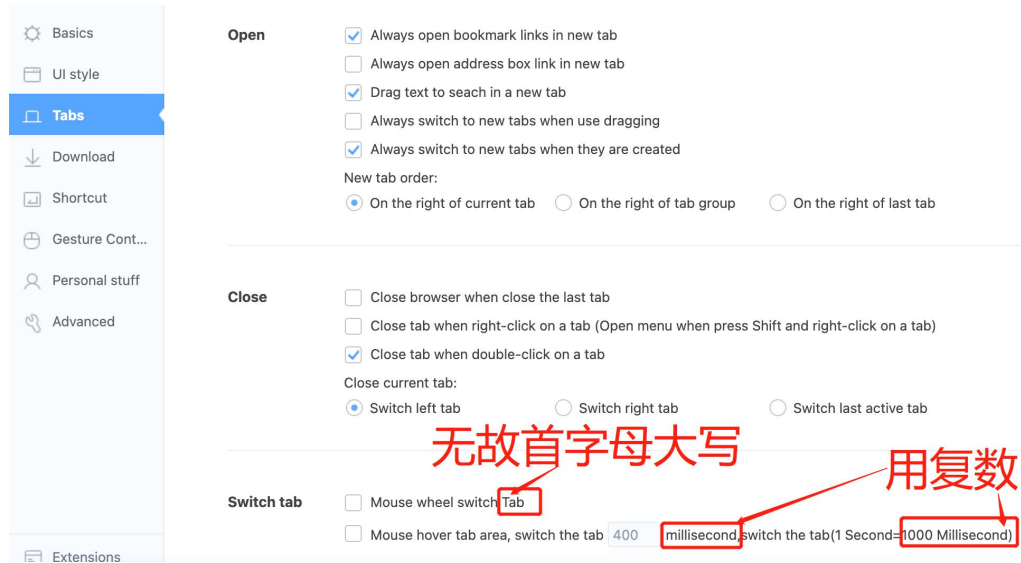 Basics
UI style
Tabs
Download
Shortcut
Gesture Cont...
Personal stuff
Advanced
Extensions
Open
Always open bookmark links in new tab
Always open address box link in new tab
Drag text to seach in a new tab
Always switch to new tabs when use dragging
Always switch to new tabs when they are created
New tab order:
On the right of current tab On the right of tab group On the right of last tab
Close
Close browser when close the last tab
Close tab when right-click on a tab (Open menu when press Shift and right-click on a tab)
Close tab when double-click on a tab
Close current tab:
Switch left tab Switch right tab Switch last active tab
无故首字母大写
用复数
Switch tab
Mouse wheel switch Tab
Mouse hover tab area, switch the tab 400 millisecond,switch the tab(1 Second=1000 Millisecond)